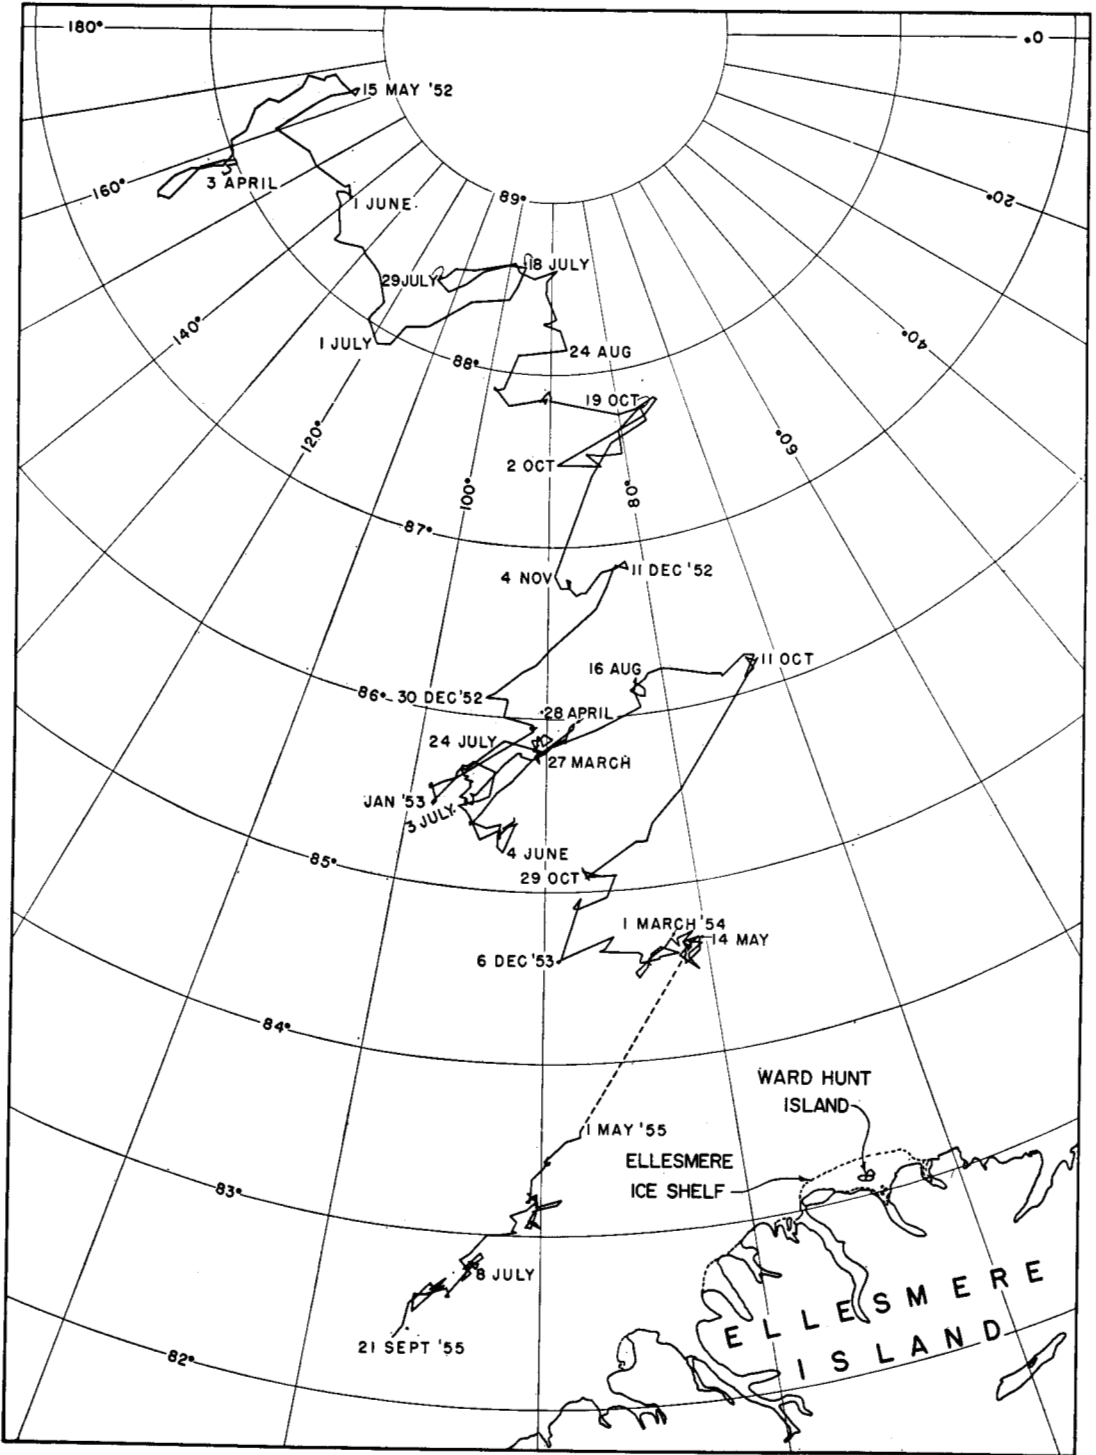 180°
0°
15 MAY '52
160°
3 APRIL
20°
1 JUNE
89°
18 JULY
29 JULY
140°
40°
1 JULY
88°
24 AUG
19 OCT
120°
60°
2 OCT
100°
80°
87°
4 NOV
11 DEC '52
11 OCT
16 AUG
86°
30 DEC '52
28 APRIL
24 JULY
27 MARCH
JAN '53
3 JULY
4 JUNE
85°
29 OCT
1 MARCH '54
14 MAY
6 DEC '53
84°
WARD HUNT
ISLAND
1 MAY '55
ELLESMERE
ICE SHELF
83°
8 JULY
ELLESMERE
ISLAND
21 SEPT '55
82°